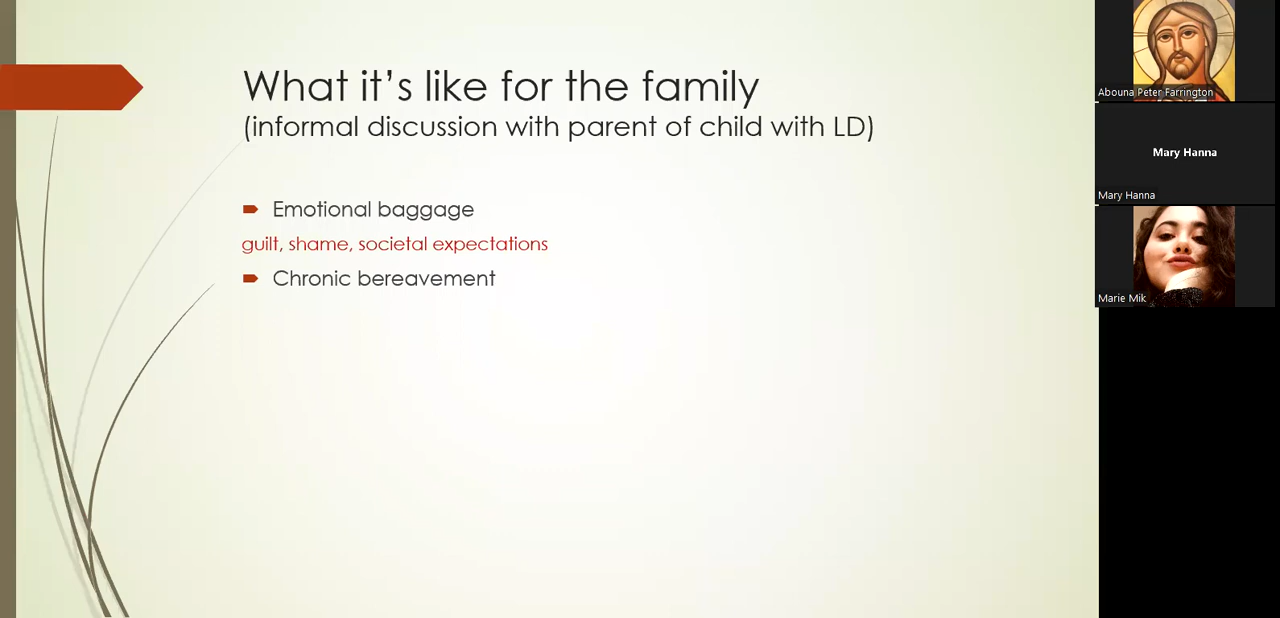 What it's like for the family
(informal discussion with parent of child with LD)
Emotional baggage
guilt, shame, societal expectations
Chronic bereavement
Abouna Peter Farrington
Mary Hanna
Mary Hanna
Marie Mik